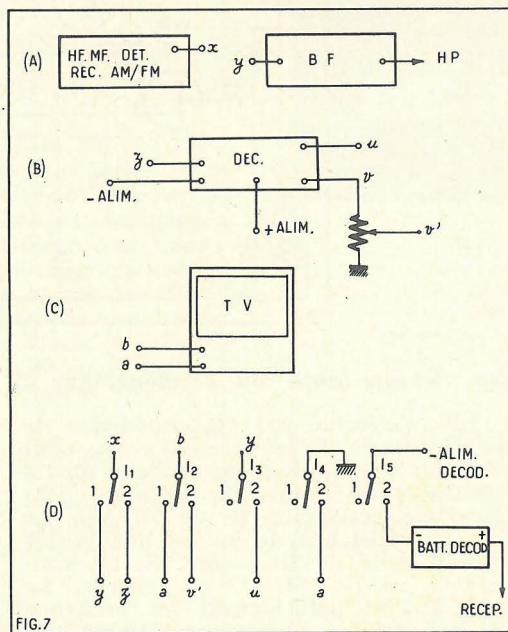 (A)
HF. MF. DET.
REC. AM/FM
x
y
B F
HP
(B)
z
- ALIM.
DEC.
+ ALIM.
u
v
v'
(C)
T V
b
a
(D)
x b y
I1 I2 I3 I4 I5
- ALIM.
DECOD.
1 2 1 2 1 2 1 2 1 2
- +
BATT. DECOD
y z a v' u a
RECEP.
FIG.7